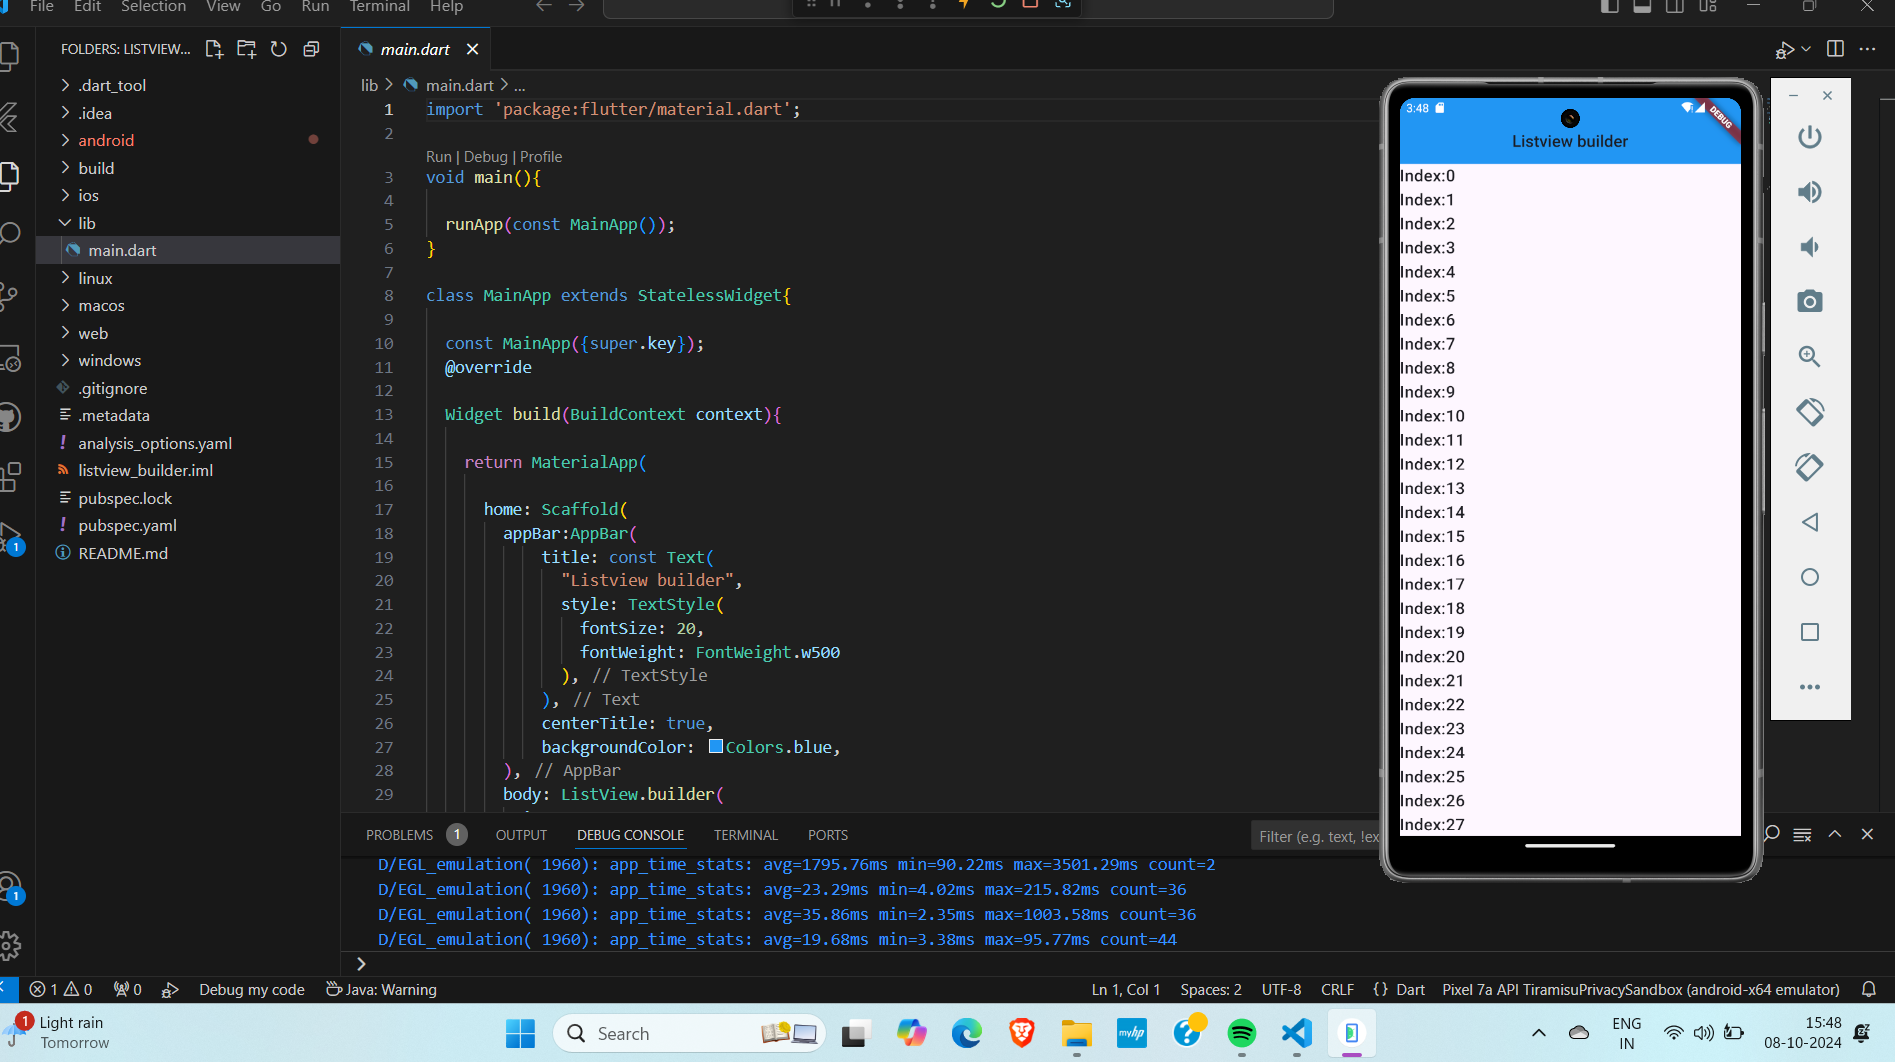 File Edit Selection View Go Run Terminal Help
FOLDERS: LISTVIEW...
.dart_tool
.idea
android
build
ios
lib
main.dart
linux
macos
web
windows
.gitignore
.metadata
analysis_options.yaml
listview_builder.iml
pubspec.lock
pubspec.yaml
README.md
1
1
main.dart
lib > main.dart > ...
1 import 'package:flutter/material.dart';
2
Run | Debug | Profile
3 void main(){
4
5 runApp(const MainApp());
6 }
7
8 class MainApp extends StatelessWidget{
9
10 const MainApp({super.key});
11 @override
12
13 Widget build(BuildContext context){
14
15 return MaterialApp(
16
17 home: Scaffold(
18 appBar:AppBar(
19 title: const Text(
20 "Listview builder",
21 style: TextStyle(
22 fontSize: 20,
23 fontWeight: FontWeight.w500
24 ), // TextStyle
25 ), // Text
26 centerTitle: true,
27 backgroundColor: Colors.blue,
28 ), // AppBar
29 body: ListView.builder(
3:48
DEBUG
Listview builder
Index:0
Index:1
Index:2
Index:3
Index:4
Index:5
Index:6
Index:7
Index:8
Index:9
Index:10
Index:11
Index:12
Index:13
Index:14
Index:15
Index:16
Index:17
Index:18
Index:19
Index:20
Index:21
Index:22
Index:23
Index:24
Index:25
Index:26
Index:27
PROBLEMS 1 OUTPUT DEBUG CONSOLE TERMINAL PORTS
Filter (e.g. text, !ex
D/EGL_emulation( 1960): app_time_stats: avg=1795.76ms min=90.22ms max=3501.29ms count=2
D/EGL_emulation( 1960): app_time_stats: avg=23.29ms min=4.02ms max=215.82ms count=36
D/EGL_emulation( 1960): app_time_stats: avg=35.86ms min=2.35ms max=1003.58ms count=36
D/EGL_emulation( 1960): app_time_stats: avg=19.68ms min=3.38ms max=95.77ms count=44
1 0 0 Debug my code Java: Warning Ln 1, Col 1 Spaces: 2 UTF-8 CRLF {} Dart Pixel 7a API TiramisuPrivacySandbox (android-x64 emulator)
1
Light rain
Tomorrow
Search
myhp
ENG
IN
15:48
08-10-2024